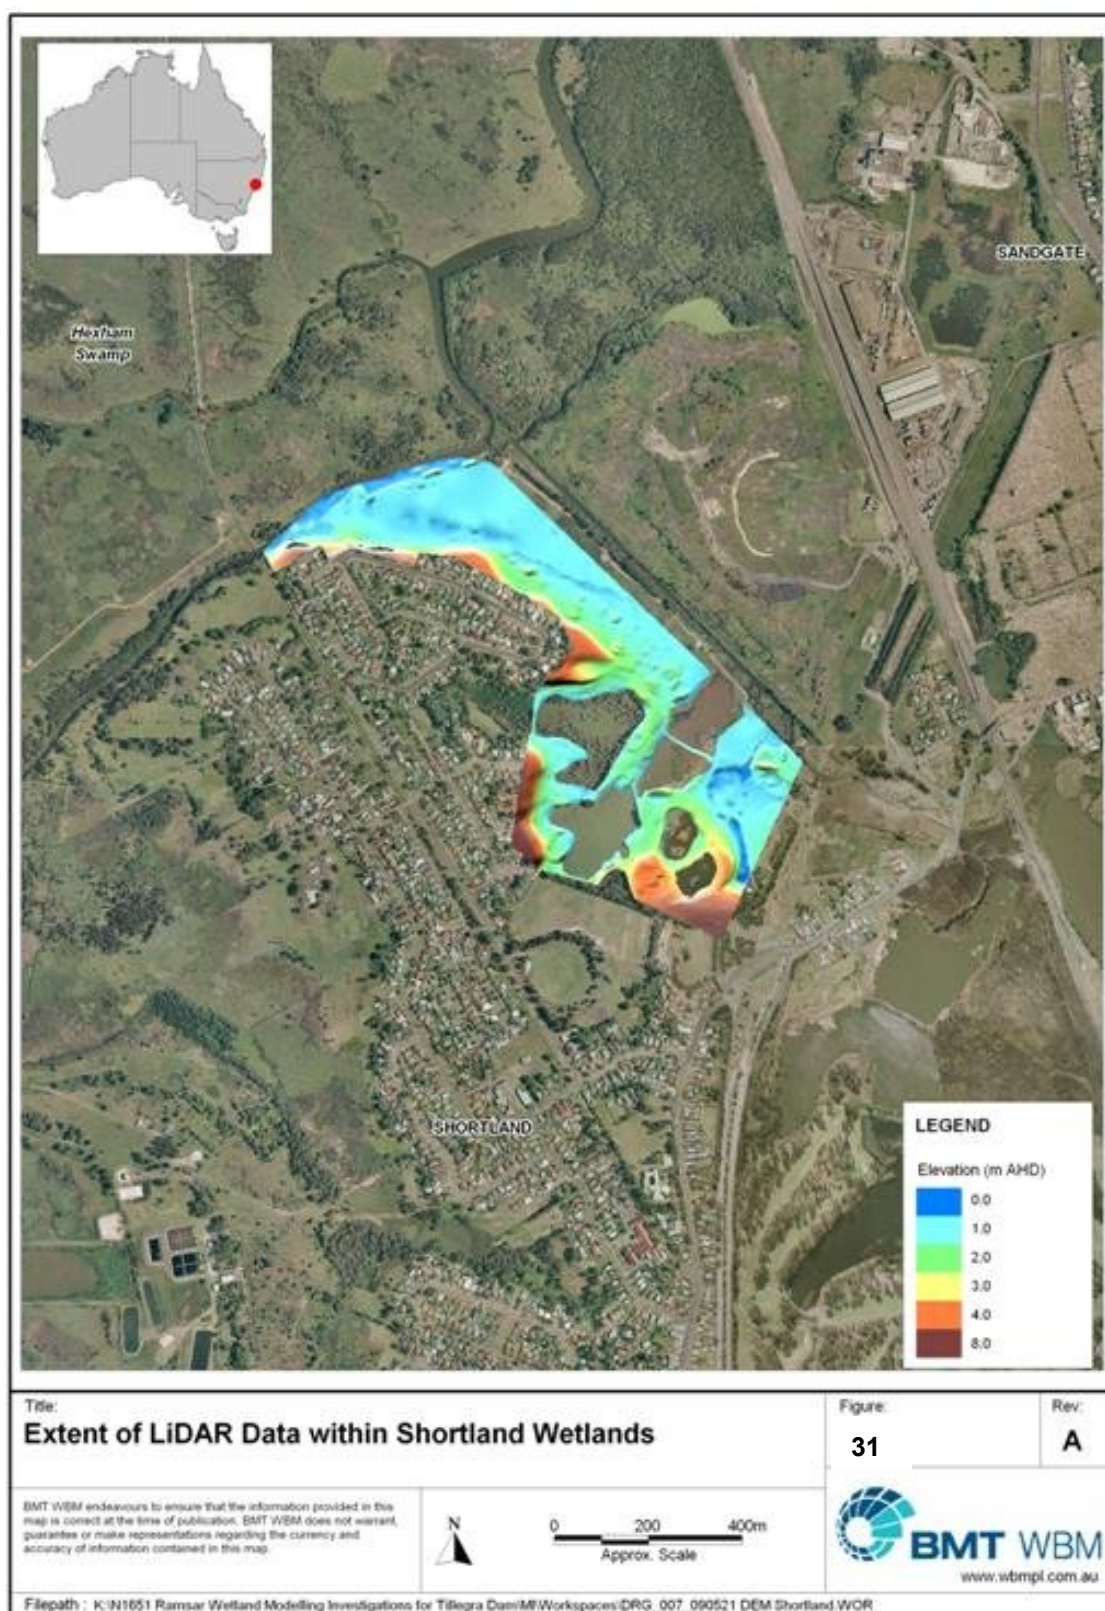 Hexham
Swamp
SANDGATE
SHORTLAND
LEGEND
Elevation (m AHD)
0.0
1.0
2.0
3.0
4.0
8.0
Title:
Extent of LiDAR Data within Shortland Wetlands
Figure:
31
Rev:
A
BMT WBM endeavours to ensure that the information provided in this
map is correct at the time of publication. BMT WBM does not warrant,
guarantee or make representations regarding the currency and
accuracy of information contained in this map.
N
0 200 400m
Approx. Scale
BMT WBM
www.wbmpl.com.au
Filepath : K:\N1651 Ramsar Wetland Modelling Investigations for Tillegra Dam\MI\Workspaces\DRG_007_090521 DEM Shortland.WOR